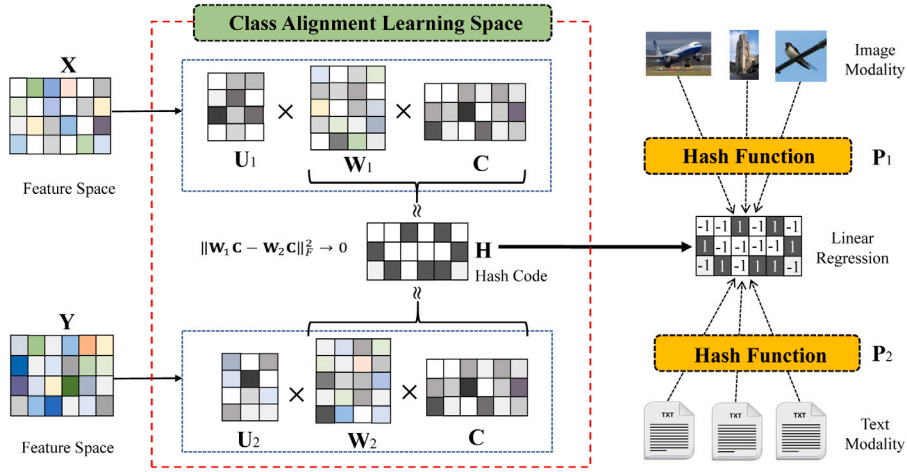 Class Alignment Learning Space
X
Feature Space
U1
×
W1
×
C
‖W1C − W2C‖²F → 0
≈
H
Hash Code
≈
Y
Feature Space
U2
×
W2
×
C
Image
Modality
Hash Function
P1
-1 -1 1 -1 1 -1
1 -1 -1 -1 -1 1
-1 1 -1 1 1 -1
Linear
Regression
Hash Function
P2
TXT
TXT
TXT
Text
Modality